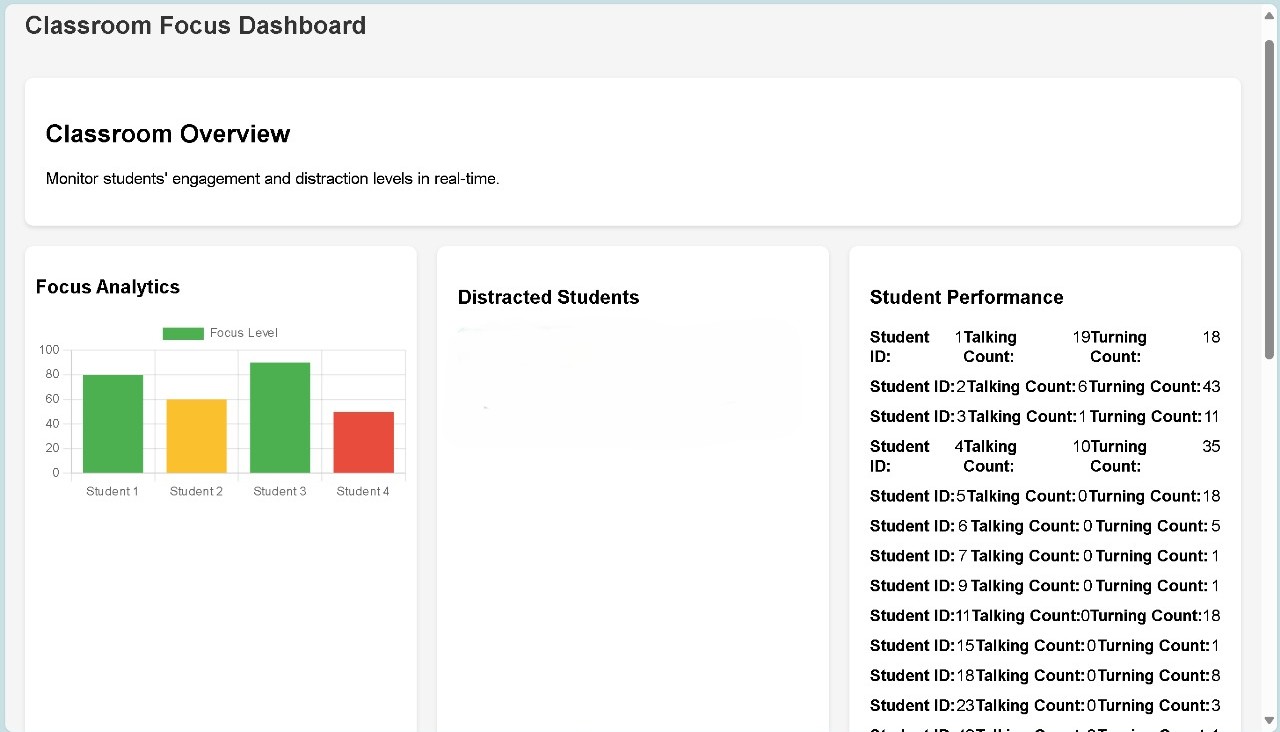 Classroom Focus Dashboard
Classroom Overview
Monitor students' engagement and distraction levels in real-time.
Focus Analytics
Focus Level
100
80
60
40
20
0
Student 1 Student 2 Student 3 Student 4
Distracted Students
Student Performance
Student ID: 1 Talking Count: 19 Turning Count: 18
Student ID: 2 Talking Count: 6 Turning Count: 43
Student ID: 3 Talking Count: 1 Turning Count: 11
Student ID: 4 Talking Count: 10 Turning Count: 35
Student ID: 5 Talking Count: 0 Turning Count: 18
Student ID: 6 Talking Count: 0 Turning Count: 5
Student ID: 7 Talking Count: 0 Turning Count: 1
Student ID: 9 Talking Count: 0 Turning Count: 1
Student ID: 11 Talking Count: 0 Turning Count: 18
Student ID: 15 Talking Count: 0 Turning Count: 1
Student ID: 18 Talking Count: 0 Turning Count: 8
Student ID: 23 Talking Count: 0 Turning Count: 3